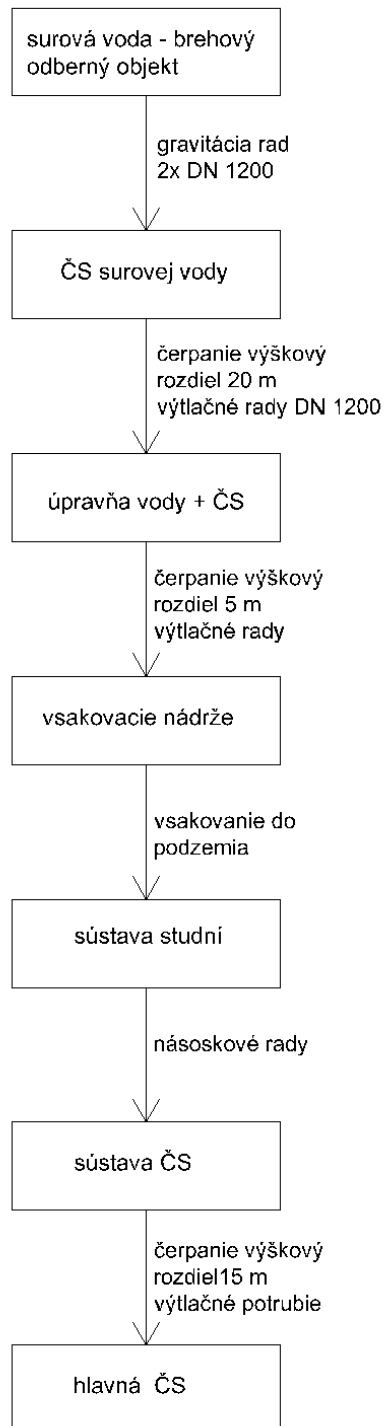 surová voda - brehový
odberný objekt
gravitácia rad
2x DN 1200
ČS surovej vody
čerpanie výškový
rozdiel 20 m
výtlačné rady DN 1200
úpravňa vody + ČS
čerpanie výškový
rozdiel 5 m
výtlačné rady
vsakovacie nádrže
vsakovanie do
podzemia
sústava studní
násoskové rady
sústava ČS
čerpanie výškový
rozdiel15 m
výtlačné potrubie
hlavná ČS